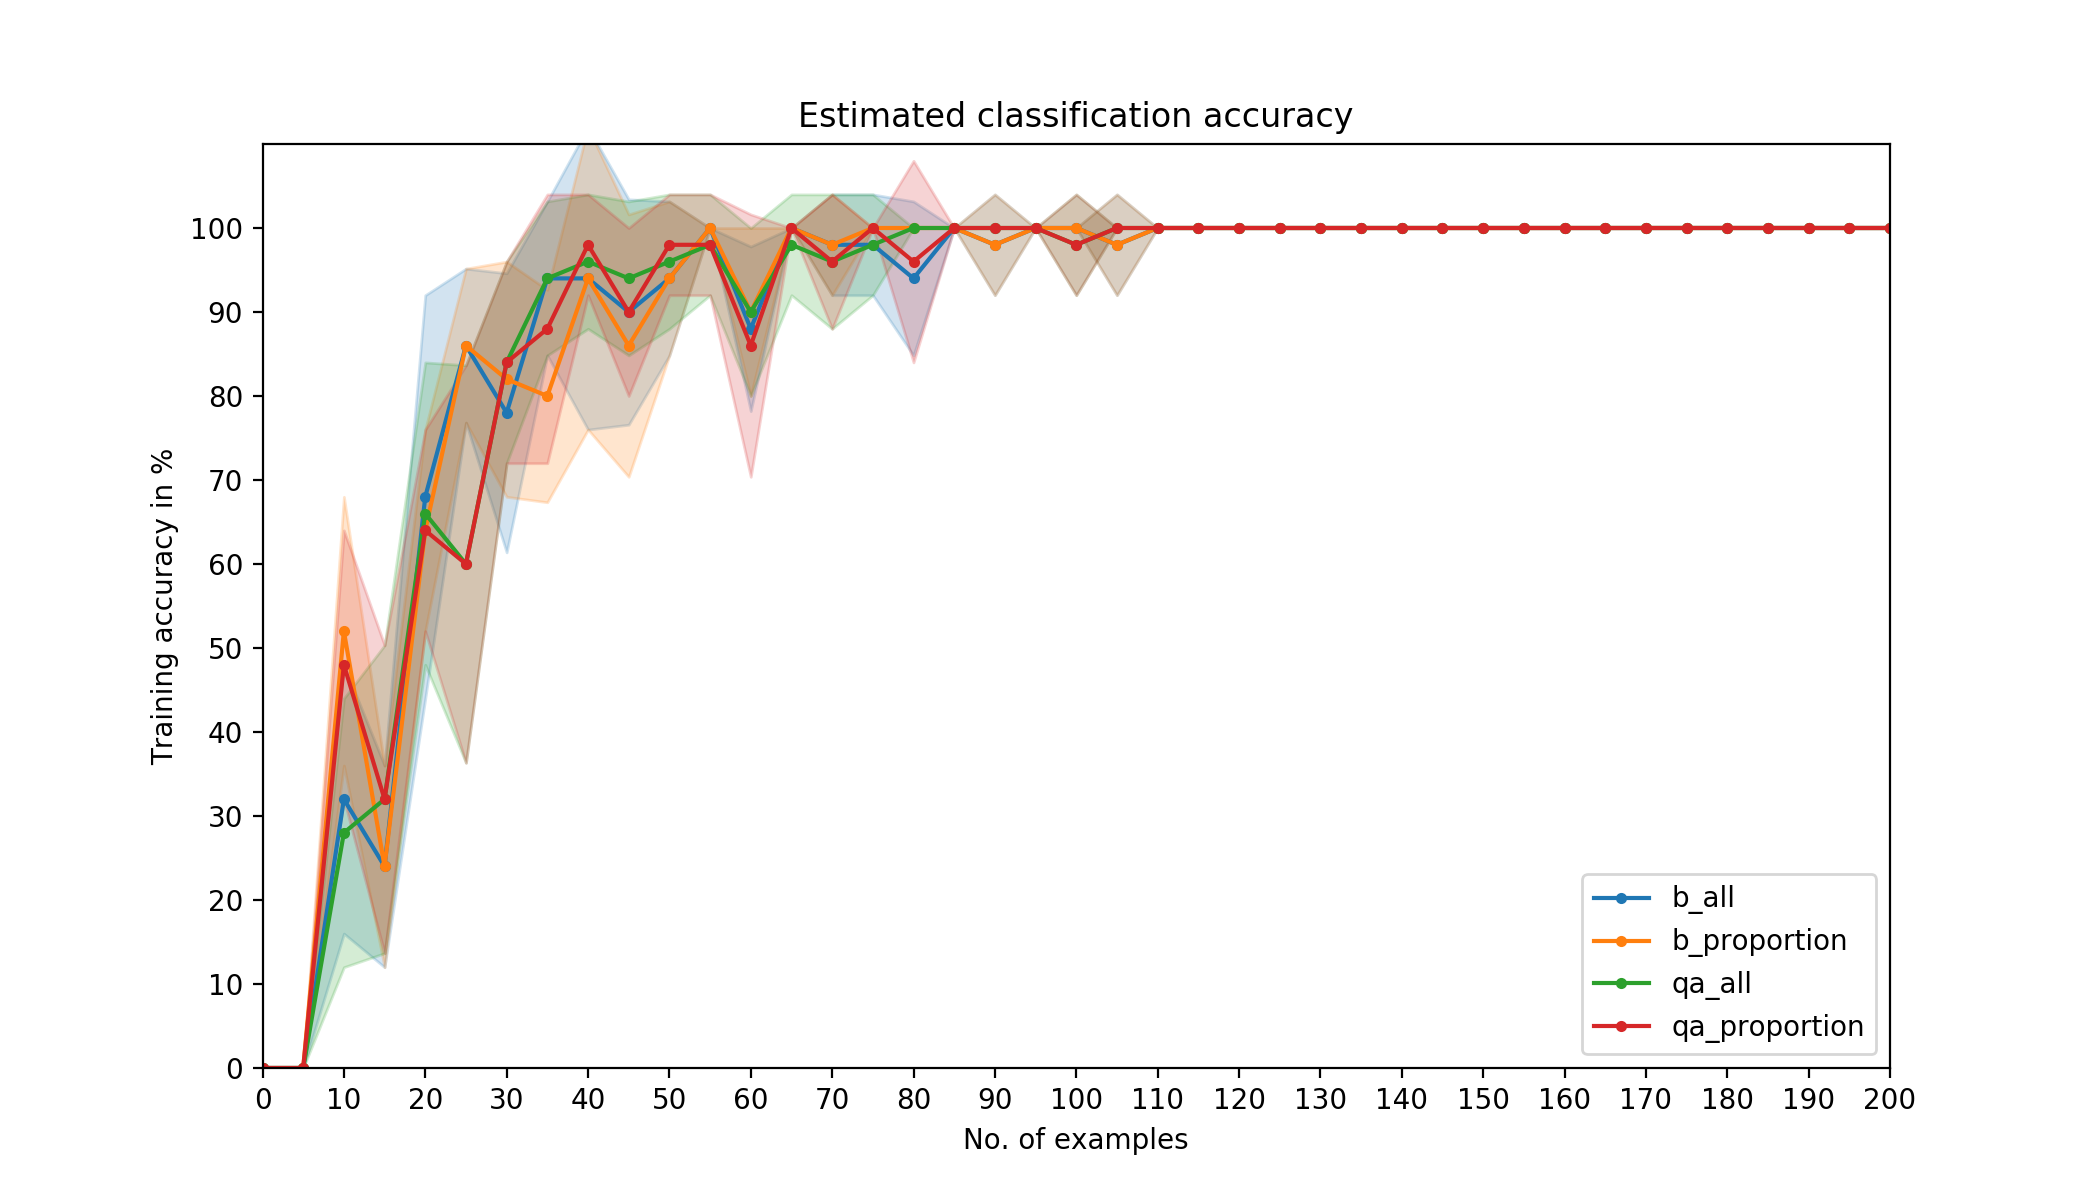 Estimated classification accuracy
100
90
80
70
60
50
40
30
20
10
0
Training accuracy in %
0 10 20 30 40 50 60 70 80 90 100 110 120 130 140 150 160 170 180 190 200
No. of examples
b_all
b_proportion
qa_all
qa_proportion